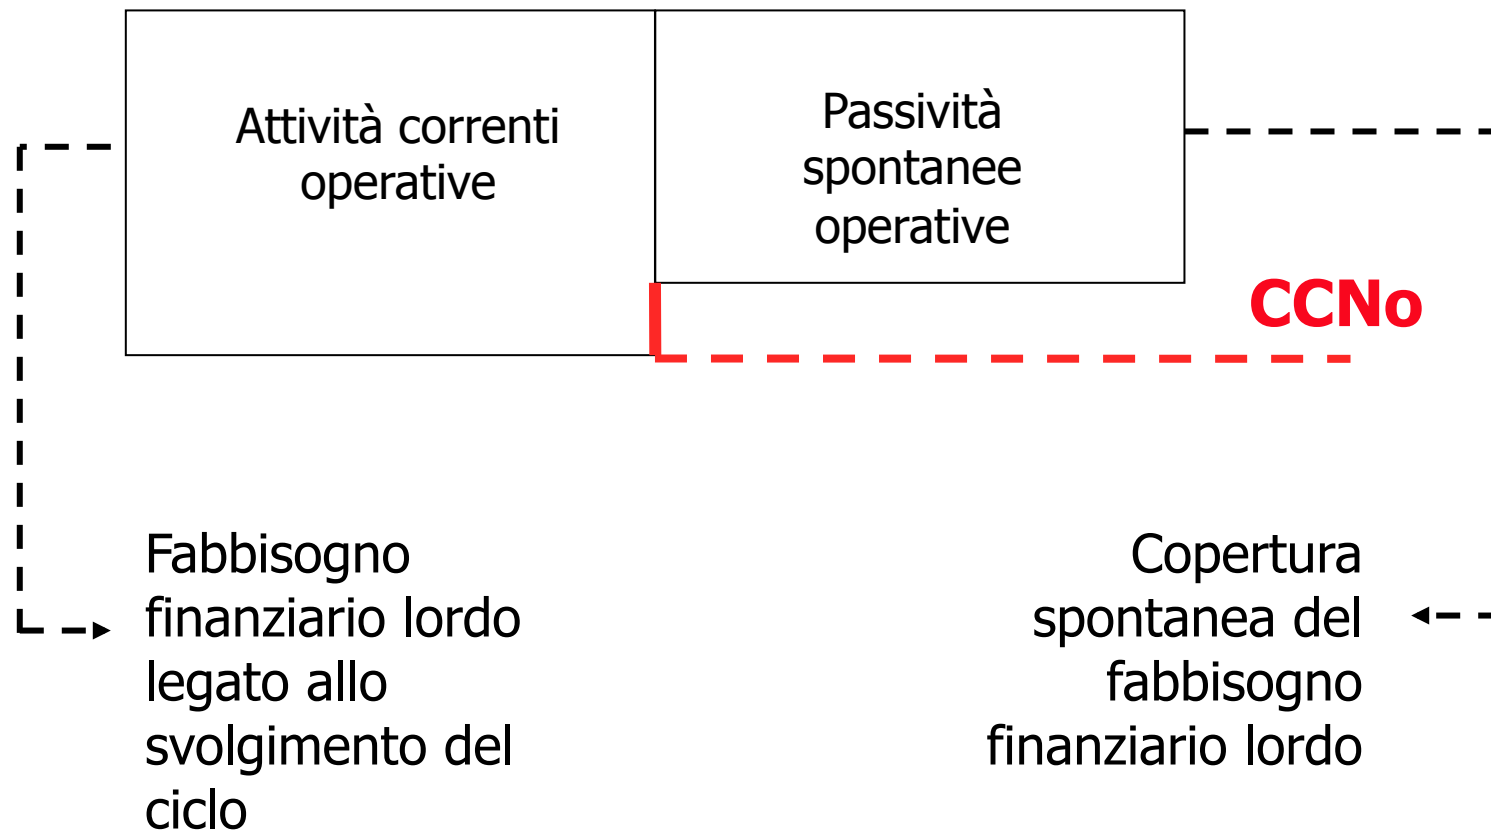 Attività correnti
operative
Passività
spontanee
operative
CCNo
Fabbisogno
finanziario lordo
legato allo
svolgimento del
ciclo
Copertura
spontanea del
fabbisogno
finanziario lordo